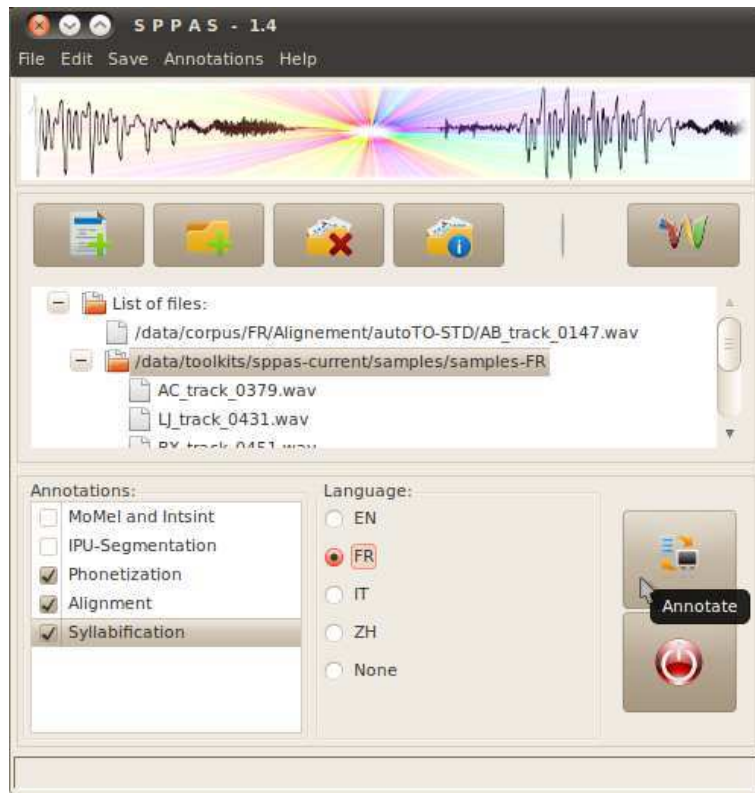 SPPAS - 1.4
File Edit Save Annotations Help
List of files:
/data/corpus/FR/Alignement/autoTO-STD/AB_track_0147.wav
/data/toolkits/sppas-current/samples/samples-FR
AC_track_0379.wav
LJ_track_0431.wav
Annotations:
MoMel and Intsint
IPU-Segmentation
Phonetization
Alignment
Syllabification
Language:
EN
FR
IT
ZH
None
Annotate